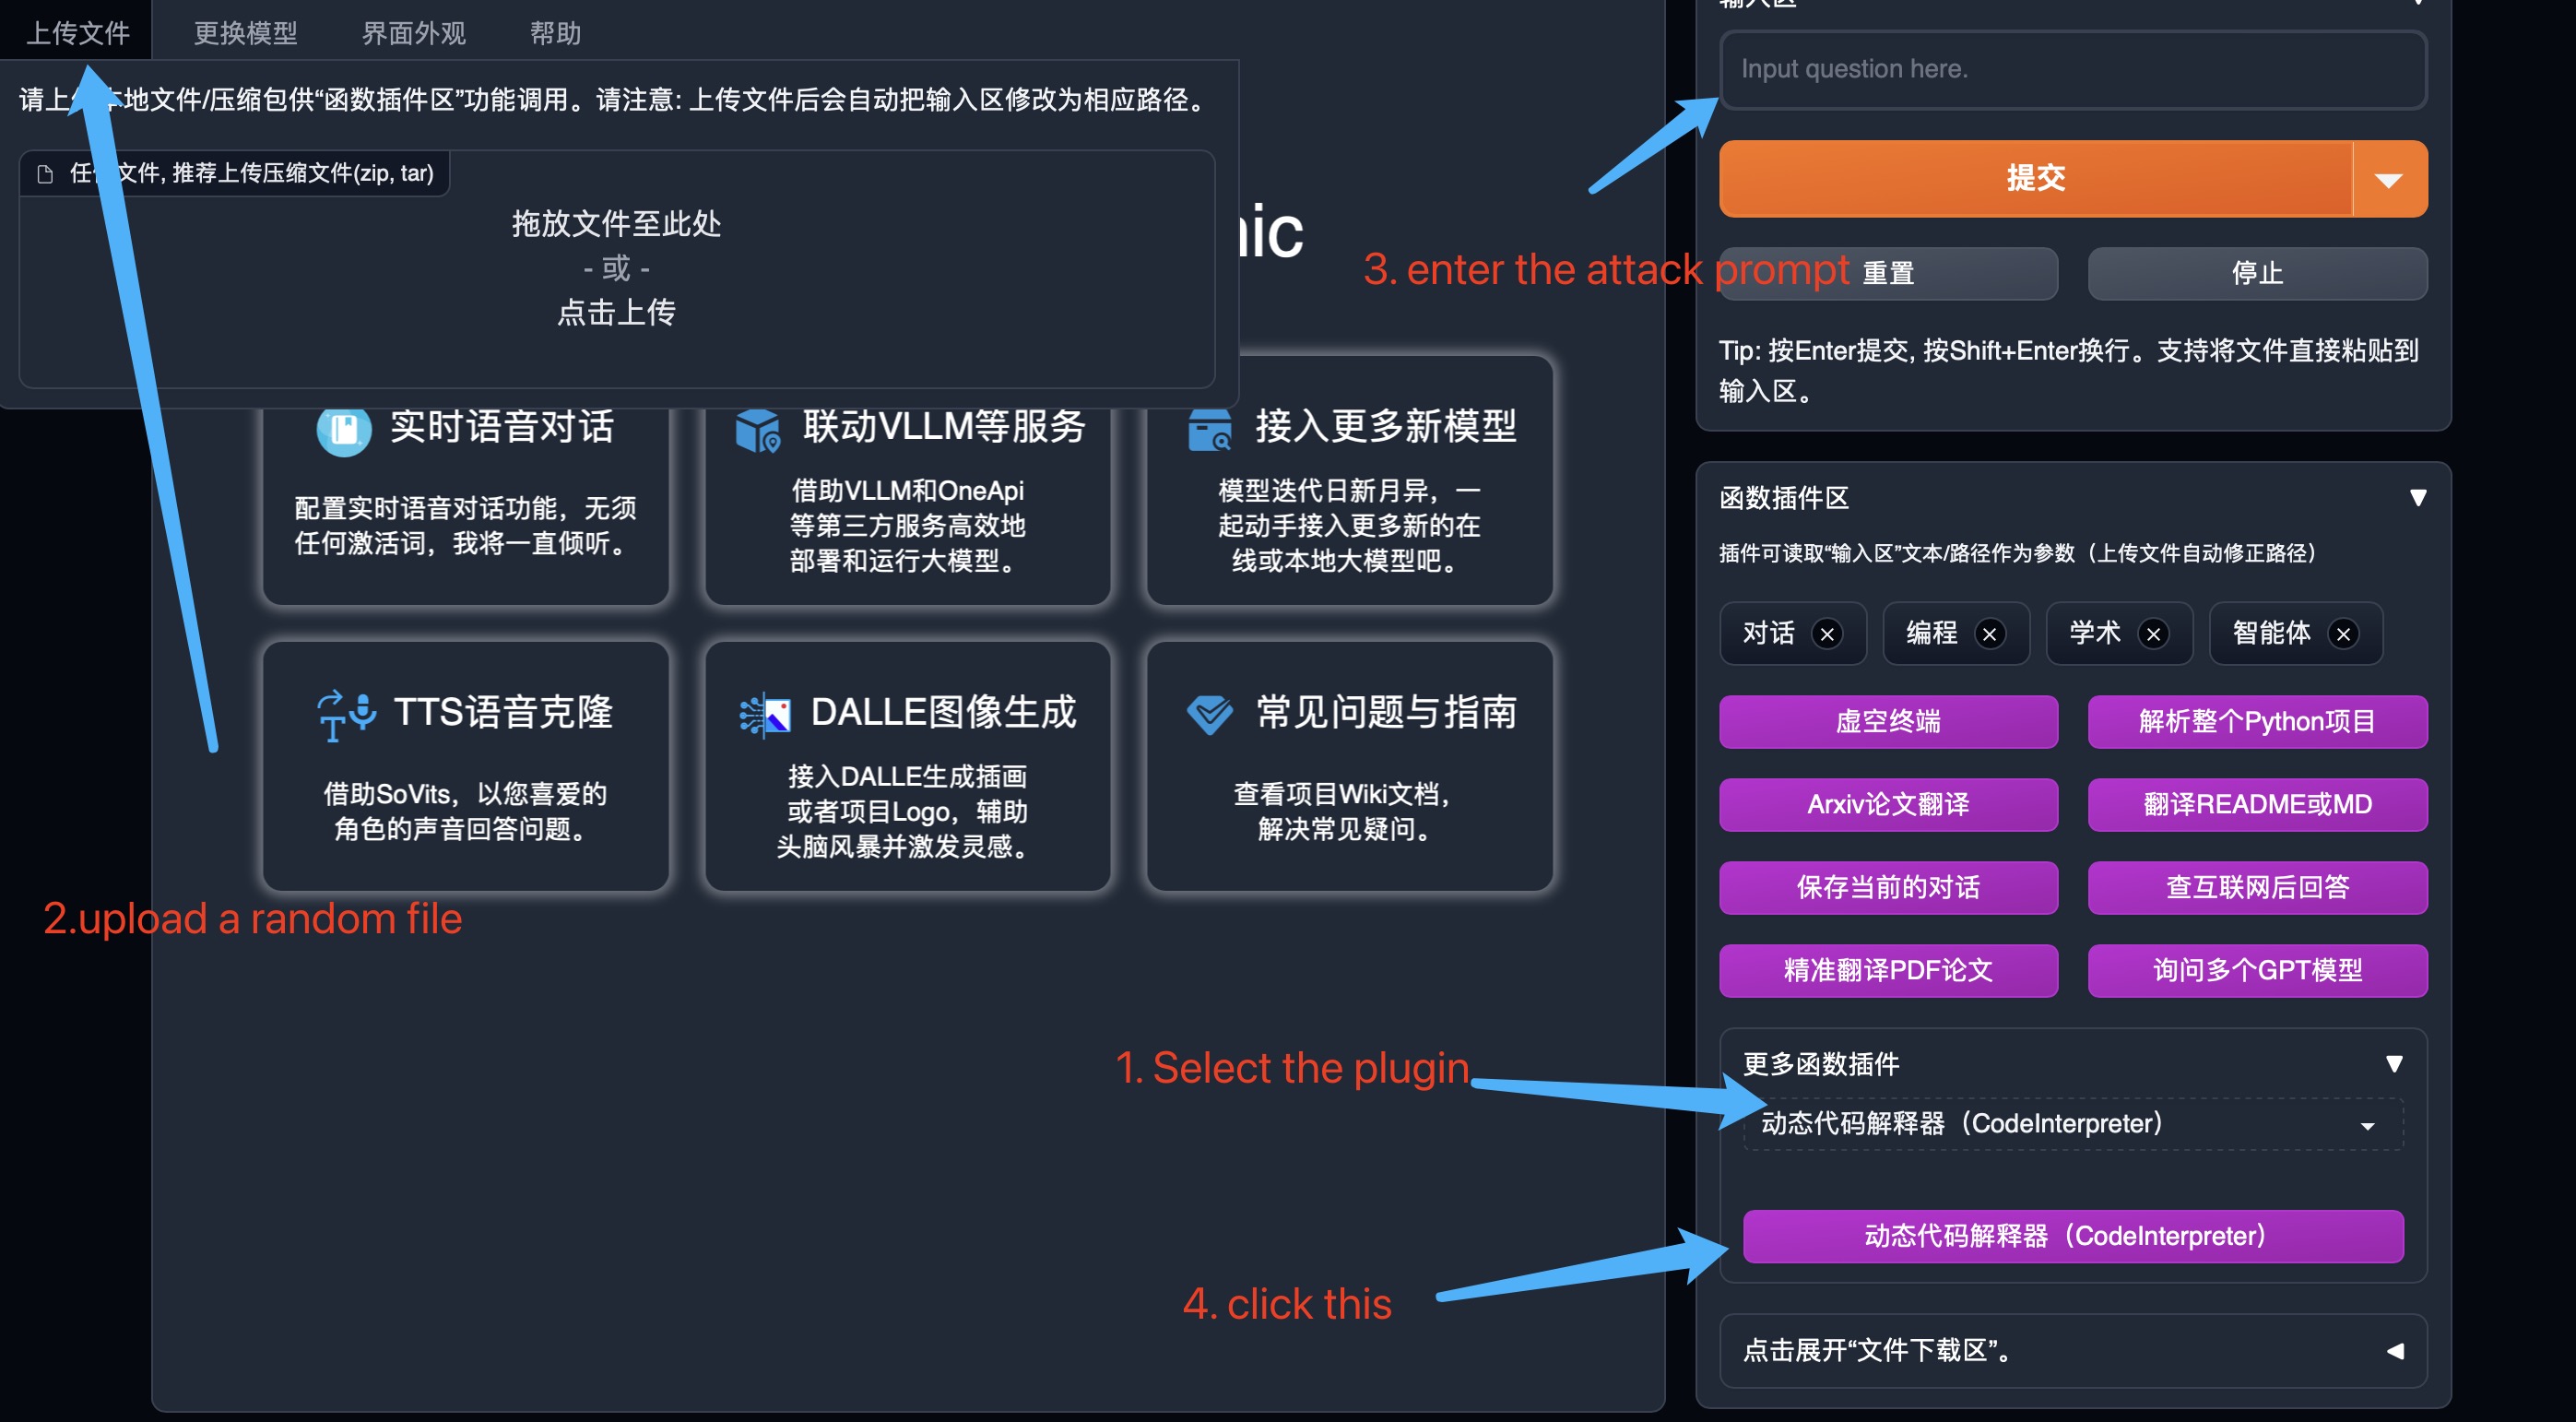 上传文件
更换模型
界面外观
帮助
请上 地文件/压缩包供“函数插件区”功能调用。请注意: 上传文件后会自动把输入区修改为相应路径。
任 文件, 推荐上传压缩文件(zip, tar)
拖放文件至此处
- 或 -
点击上传
ic
实时语音对话
配置实时语音对话功能，无须
任何激活词，我将一直倾听。
联动VLLM等服务
借助VLLM和OneApi
等第三方服务高效地
部署和运行大模型。
接入更多新模型
模型迭代日新月异，一
起动手接入更多新的在
线或本地大模型吧。
TTS语音克隆
借助SoVits，以您喜爱的
角色的声音回答问题。
DALLE图像生成
接入DALLE生成插画
或者项目Logo，辅助
头脑风暴并激发灵感。
常见问题与指南
查看项目Wiki文档，
解决常见疑问。
2.upload a random file
1. Select the plugin
3. enter the attack prompt
4. click this
输入区
Input question here.
提交
重置
停止
Tip: 按Enter提交, 按Shift+Enter换行。支持将文件直接粘贴到
输入区。
函数插件区
插件可读取“输入区”文本/路径作为参数（上传文件自动修正路径）
对话
编程
学术
智能体
虚空终端
解析整个Python项目
Arxiv论文翻译
翻译README或MD
保存当前的对话
查互联网后回答
精准翻译PDF论文
询问多个GPT模型
更多函数插件
动态代码解释器（CodeInterpreter）
动态代码解释器（CodeInterpreter）
点击展开“文件下载区”。